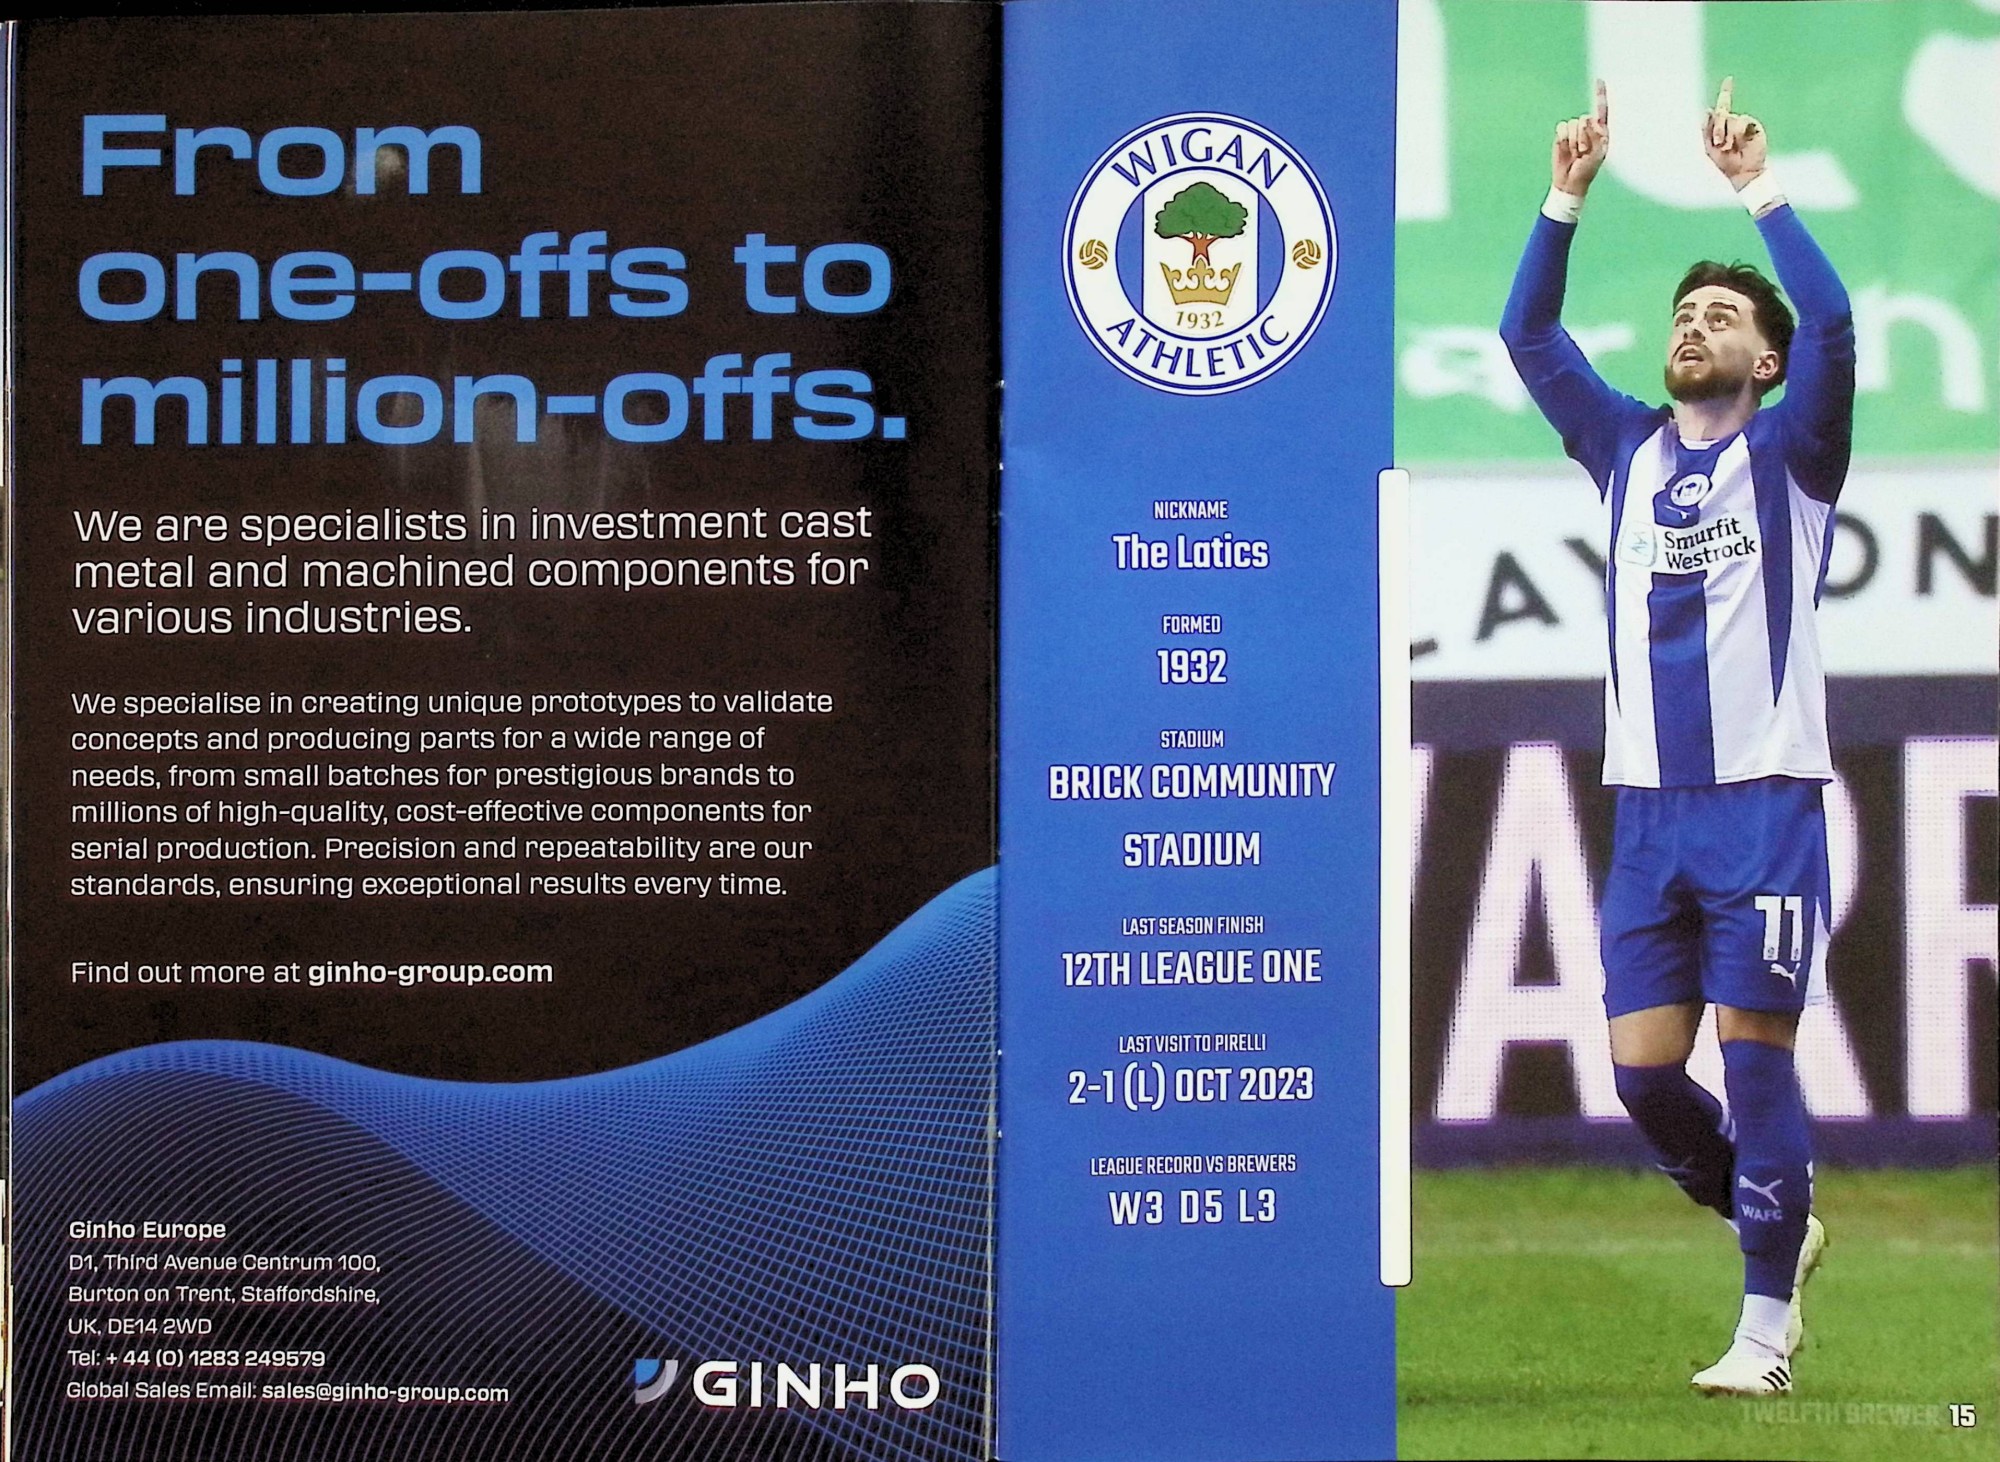 From
one-offs to
million-offs.
We are specialists in investment cast
metal and machined components for
various industries.
We specialise in creating unique prototypes to validate
concepts and producing parts for a wide range of
needs, from small batches for prestigious brands to
millions of high-quality, cost-effective components for
serial production. Precision and repeatability are our
standards, ensuring exceptional results every time.
Find out more at ginho-group.com
Ginho Europe
D1, Third Avenue Centrum 100,
Burton on Trent, Staffordshire,
UK, DE14 2WD
Tel: + 44 (0) 1283 249579
Global Sales Email: sales@ginho-group.com
GINHO
WIGAN
1932
ATHLETIC
NICKNAME
The Latics
FORMED
1932
STADIUM
BRICK COMMUNITY
STADIUM
LAST SEASON FINISH
12TH LEAGUE ONE
LAST VISIT TO PIRELLI
2-1 (L) OCT 2023
LEAGUE RECORD VS BREWERS
W3 D5 L3
Smurfit
Westrock
11
WAFC
TWELFTH BREWER 15